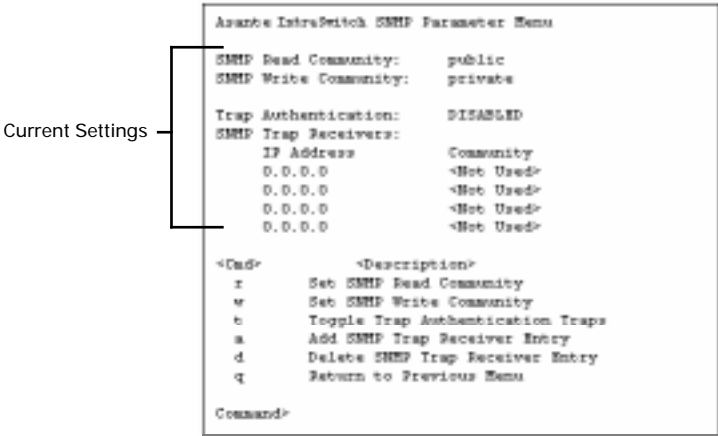 Asante IntraSwitch SNMP Parameter Menu
SNMP Read Community: public
SNMP Write Community: private
Trap Authentication: DISABLED
SNMP Trap Receivers:
IP Address Community
0.0.0.0 <Not Used>
0.0.0.0 <Not Used>
0.0.0.0 <Not Used>
0.0.0.0 <Not Used>
Current Settings
<Cmd> <Description>
r Set SNMP Read Community
w Set SNMP Write Community
t Toggle Trap Authentication Traps
a Add SNMP Trap Receiver Entry
d Delete SNMP Trap Receiver Entry
q Return to Previous Menu
Command>